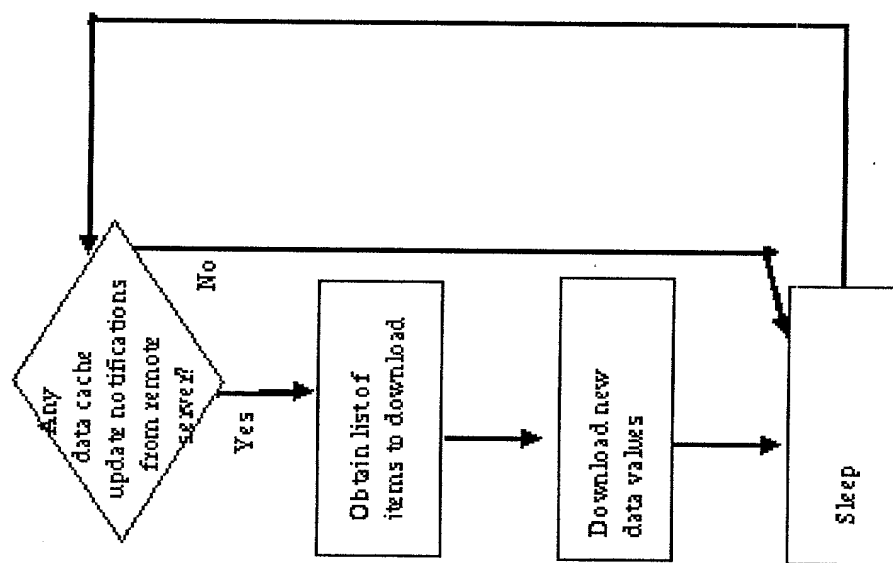 Any
data cache
update notifications
from remote
server?
No
Yes
Obtain list of
items to download
Download new
data values
Sleep